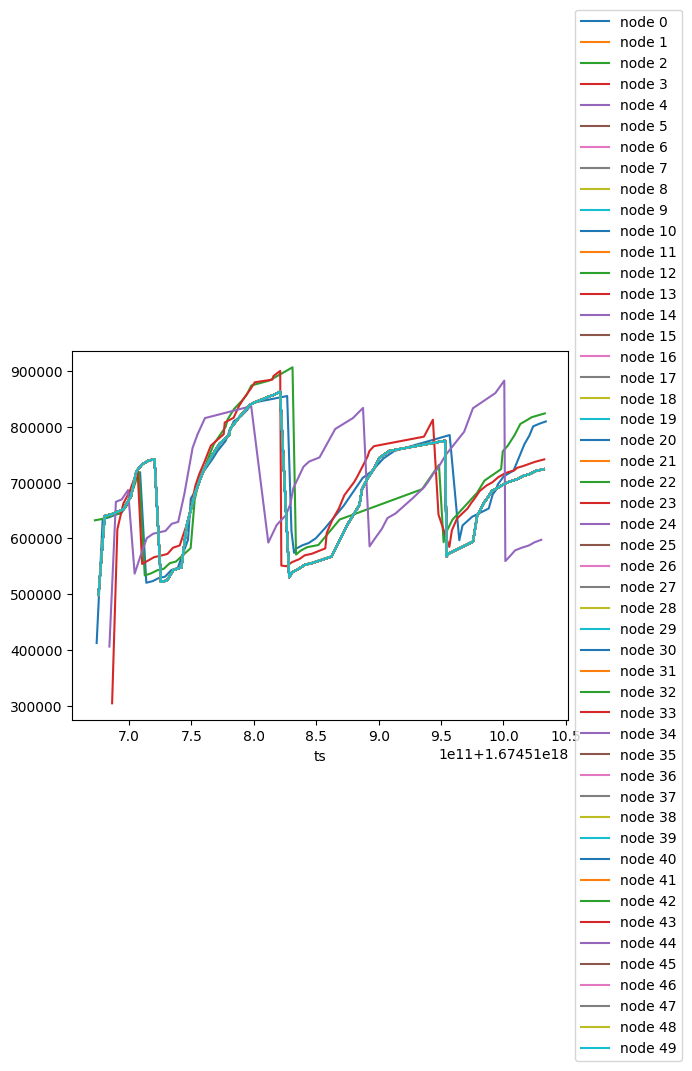 node 0
node 1
node 2
node 3
node 4
node 5
node 6
node 7
node 8
node 9
node 10
node 11
node 12
node 13
node 14
node 15
node 16
node 17
node 18
node 19
node 20
node 21
node 22
node 23
node 24
node 25
node 26
node 27
node 28
node 29
node 30
node 31
node 32
node 33
node 34
node 35
node 36
node 37
node 38
node 39
node 40
node 41
node 42
node 43
node 44
node 45
node 46
node 47
node 48
node 49
900000
800000
700000
600000
500000
400000
300000
7.0 7.5 8.0 8.5 9.0 9.5 10.0 10.5
ts
1e11+1.67451e18